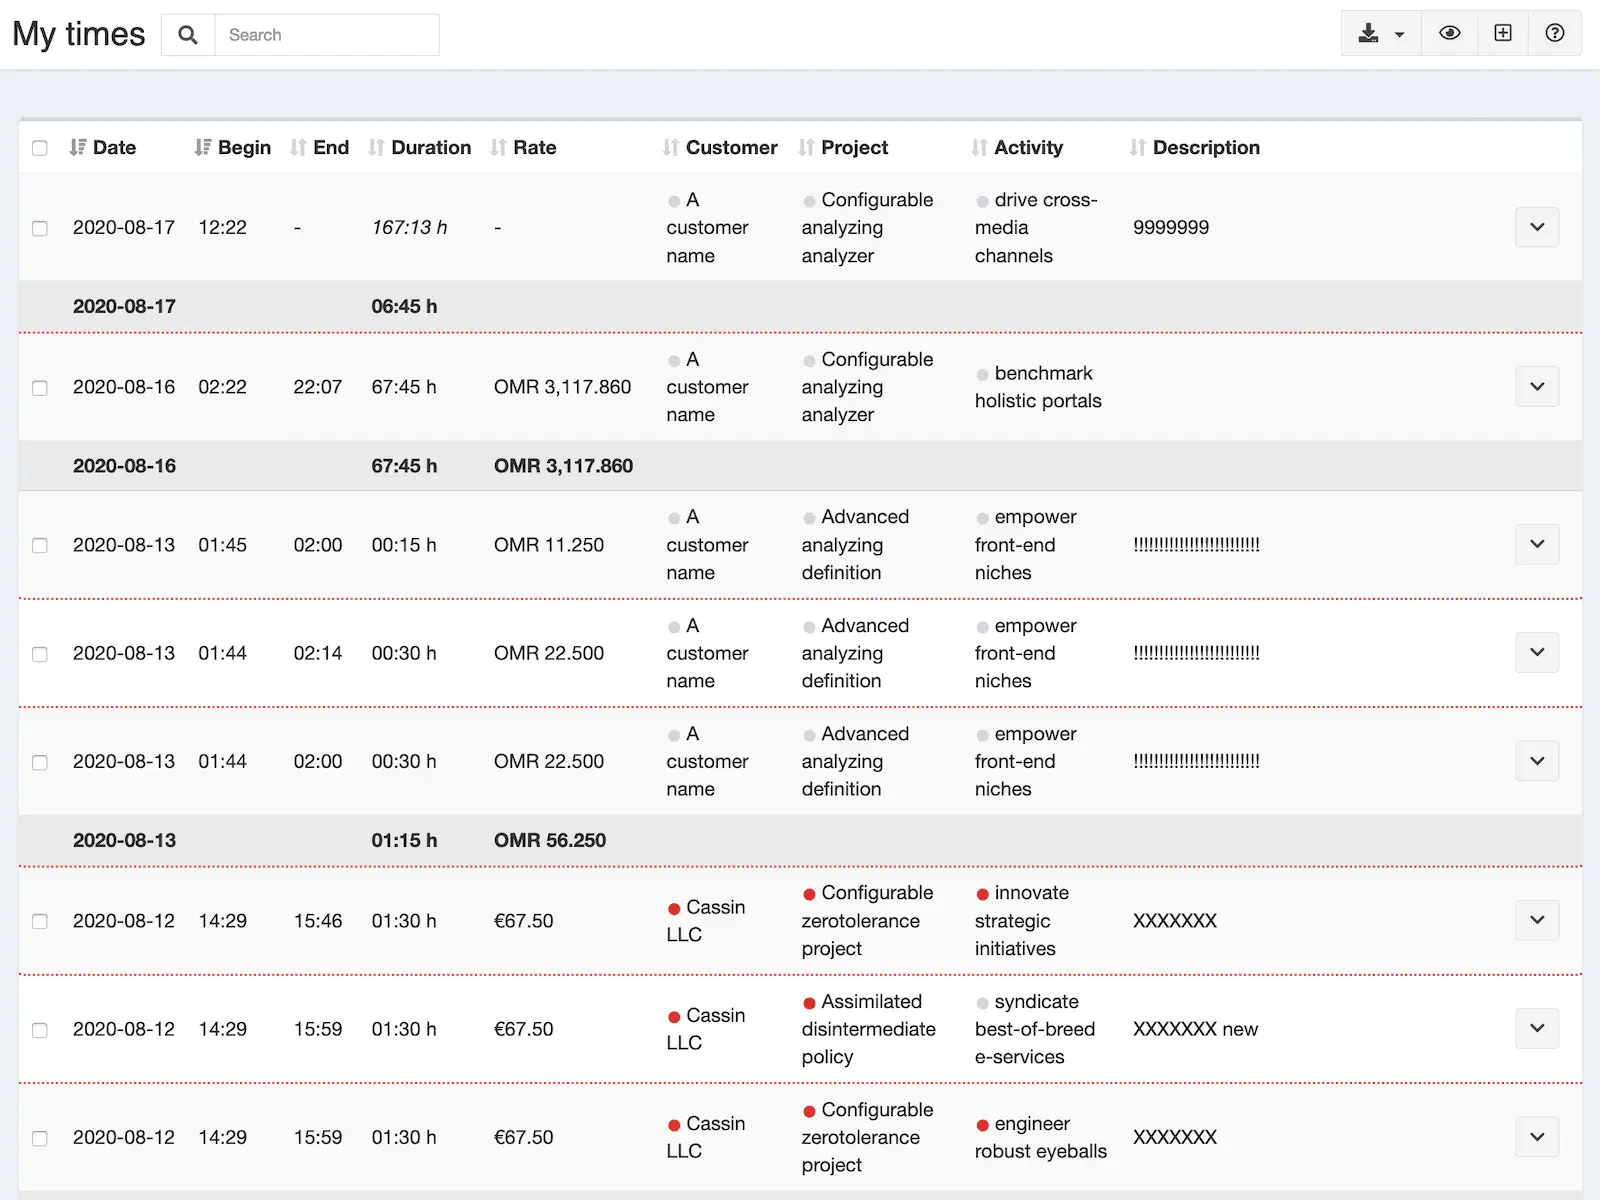 My times
Search
Date Begin End Duration Rate Customer Project Activity Description
2020-08-17 12:22 - 167:13 h - A customer name Configurable analyzing analyzer drive cross-media channels 9999999
2020-08-17 06:45 h
2020-08-16 02:22 22:07 67:45 h OMR 3,117.860 A customer name Configurable analyzing analyzer benchmark holistic portals
2020-08-16 67:45 h OMR 3,117.860
2020-08-13 01:45 02:00 00:15 h OMR 11.250 A customer name Advanced analyzing definition empower front-end niches !!!!!!!!!!!!!!!!!!!!!!!!!
2020-08-13 01:44 02:14 00:30 h OMR 22.500 A customer name Advanced analyzing definition empower front-end niches !!!!!!!!!!!!!!!!!!!!!!!!!
2020-08-13 01:44 02:00 00:30 h OMR 22.500 A customer name Advanced analyzing definition empower front-end niches !!!!!!!!!!!!!!!!!!!!!!!!!
2020-08-13 01:15 h OMR 56.250
2020-08-12 14:29 15:46 01:30 h €67.50 Cassin LLC Configurable zerotolerance project innovate strategic initiatives XXXXXXX
2020-08-12 14:29 15:59 01:30 h €67.50 Cassin LLC Assimilated disintermediate policy syndicate best-of-breed e-services XXXXXXX new
2020-08-12 14:29 15:59 01:30 h €67.50 Cassin LLC Configurable zerotolerance project engineer robust eyeballs XXXXXXX